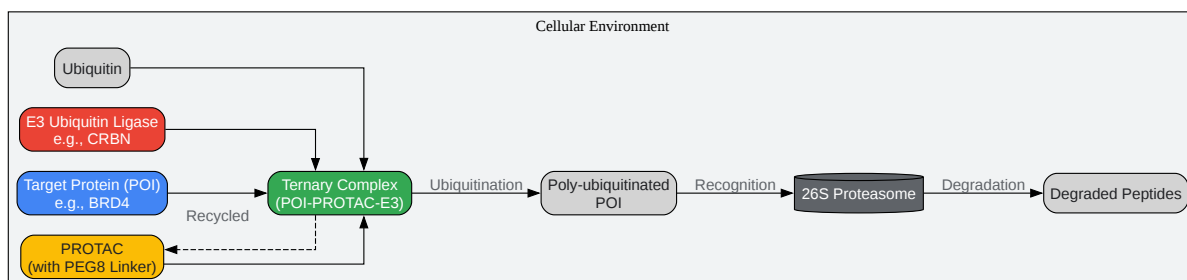 Cellular Environment
Ubiquitin
E3 Ubiquitin Ligase
e.g., CRBN
Target Protein (POI)
e.g., BRD4
Recycled
PROTAC
(with PEG8 Linker)
Ternary Complex
(POI-PROTAC-E3)
Ubiquitination
Poly-ubiquitinated
POI
Recognition
26S Proteasome
Degradation
Degraded Peptides